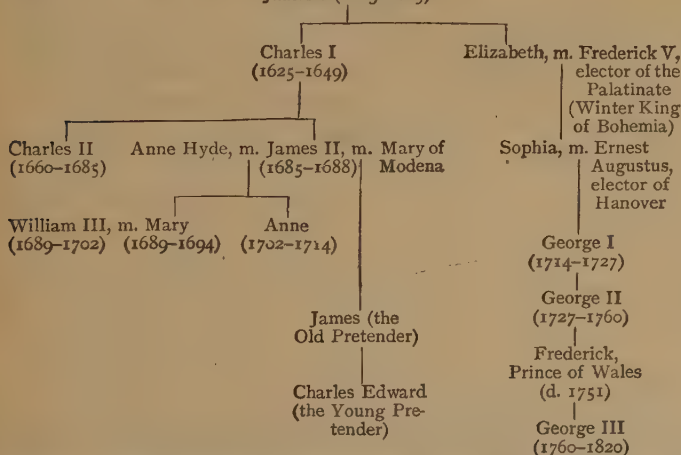 Charles I
(1625–1649)
Elizabeth, m. Frederick V,
elector of the
Palatinate
(Winter King
of Bohemia)
Charles II
(1660–1685)
Anne Hyde, m. James II, m. Mary of
(1685–1688) Modena
Sophia, m. Ernest
Augustus,
elector of
Hanover
William III, m. Mary
(1689–1702) (1689–1694)
Anne
(1702–1714)
George I
(1714–1727)
George II
(1727–1760)
James (the
Old Pretender)
Frederick,
Prince of Wales
(d. 1751)
Charles Edward
(the Young Pre-
tender)
George III
(1760–1820)